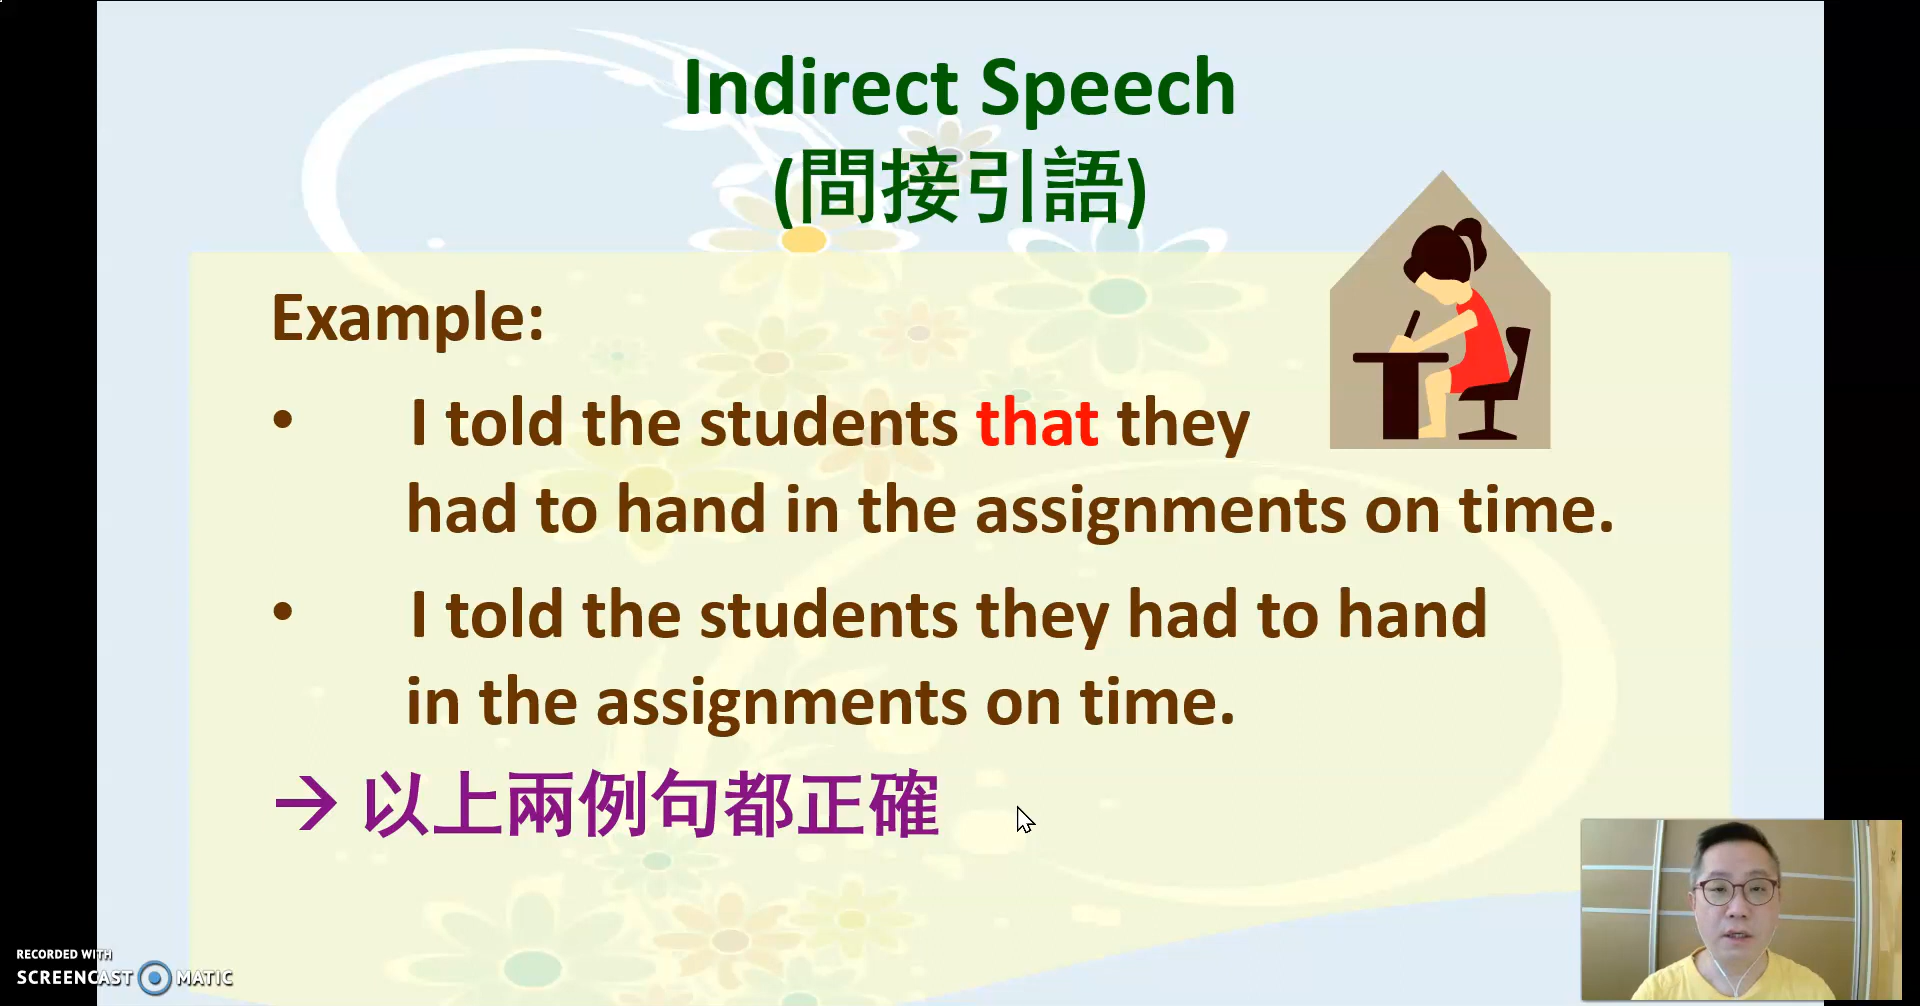 Indirect Speech
(間接引語)
Example:
• I told the students that they
had to hand in the assignments on time.
• I told the students they had to hand
in the assignments on time.
→ 以上兩例句都正確
RECORDED WITH
SCREENCAST MATIC